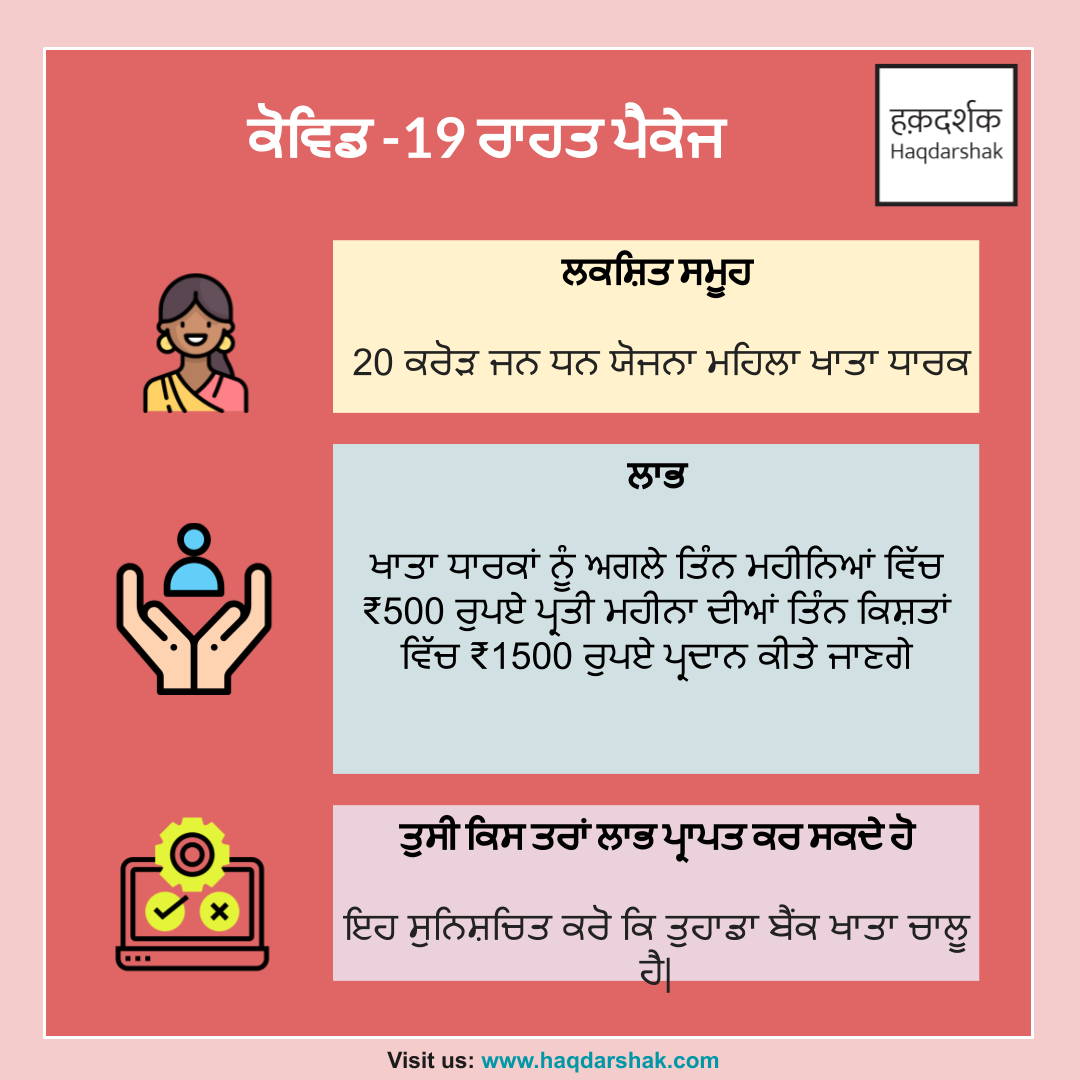 ਕੋਵਿਡ -19 ਰਾਹਤ ਪੈਕੇਜ
हक़दर्शक
Haqdarshak
ਲਕਸ਼ਿਤ ਸਮੂਹ
20 ਕਰੋੜ ਜਨ ਧਨ ਯੋਜਨਾ ਮਹਿਲਾ ਖਾਤਾ ਧਾਰਕ
ਲਾਭ
ਖਾਤਾ ਧਾਰਕਾਂ ਨੂੰ ਅਗਲੇ ਤਿੰਨ ਮਹੀਨਿਆਂ ਵਿੱਚ
₹500 ਰੁਪਏ ਪ੍ਰਤੀ ਮਹੀਨਾ ਦੀਆਂ ਤਿੰਨ ਕਿਸ਼ਤਾਂ
ਵਿੱਚ ₹1500 ਰੁਪਏ ਪ੍ਰਦਾਨ ਕੀਤੇ ਜਾਣਗੇ
ਤੁਸੀ ਕਿਸ ਤਰਾਂ ਲਾਭ ਪ੍ਰਾਪਤ ਕਰ ਸਕਦੇ ਹੋ
ਇਹ ਸੁਨਿਸ਼ਚਿਤ ਕਰੋ ਕਿ ਤੁਹਾਡਾ ਬੈਂਕ ਖਾਤਾ ਚਾਲੂ
ਹੈ|
Visit us: www.haqdarshak.com